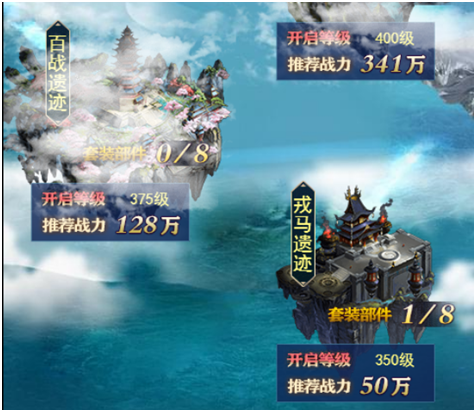 开启等级 400级
推荐战力 341万
百战遗迹
套装部件 0/8
开启等级 375级
推荐战力 128万
戎马遗迹
套装部件 1/8
开启等级 350级
推荐战力 50万